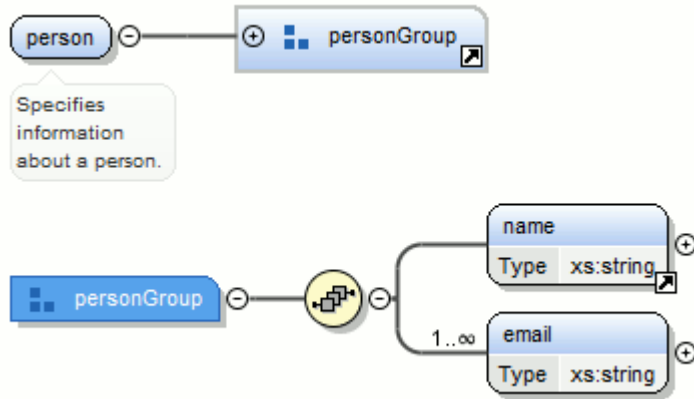 person
personGroup
Specifies
information
about a person.
name
Type xs:string
personGroup
1..∞
email
Type xs:string